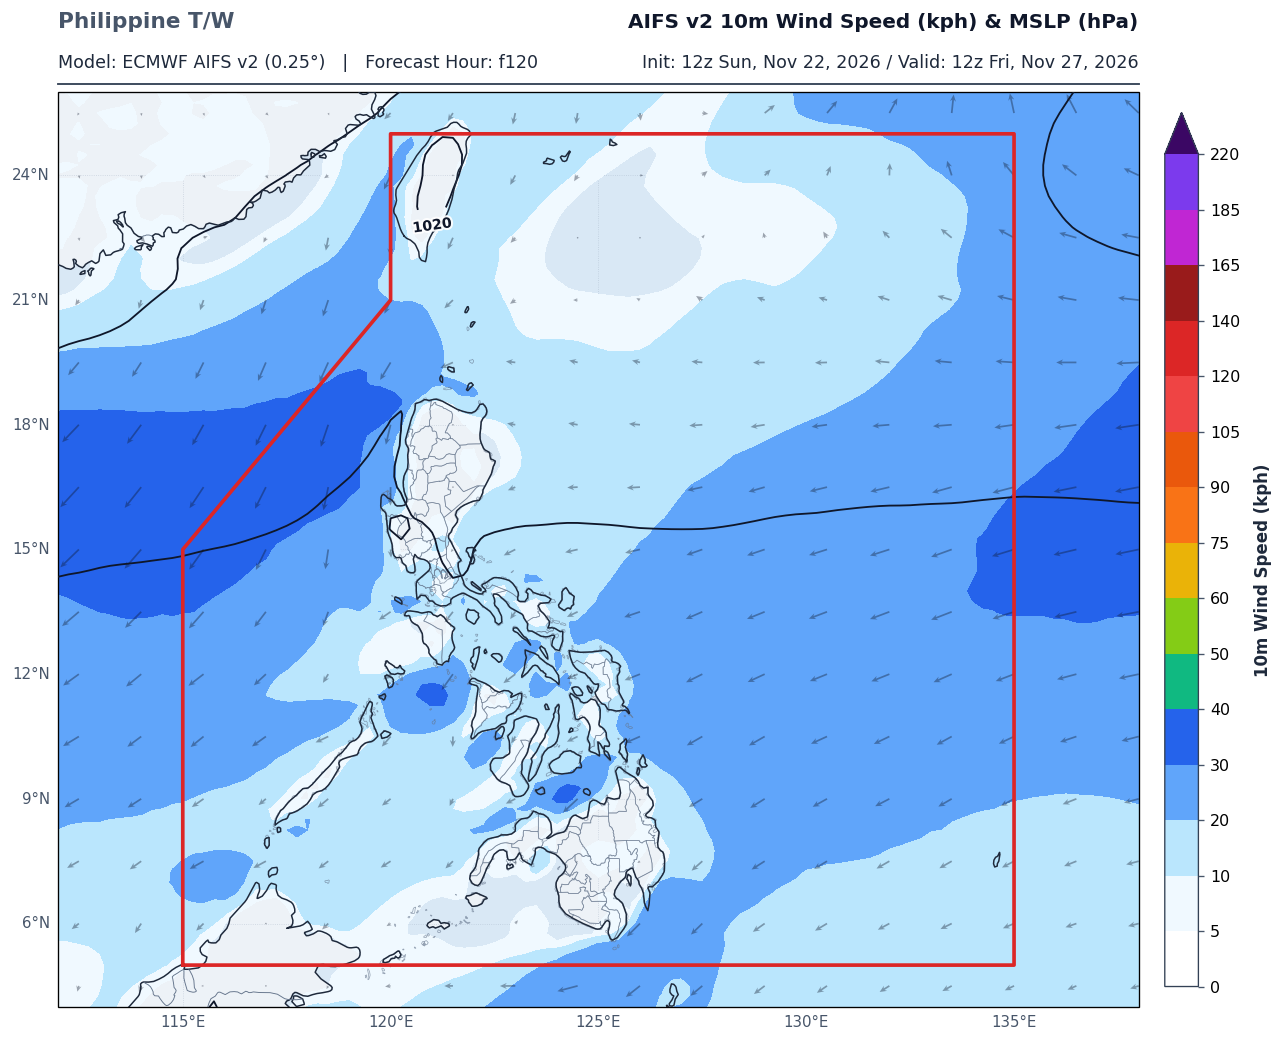 Philippine T/W
AIFS v2 10m Wind Speed (kph) & MSLP (hPa)
Model: ECMWF AIFS v2 (0.25°) | Forecast Hour: f120
Init: 12z Sun, Nov 22, 2026 / Valid: 12z Fri, Nov 27, 2026
24°N
21°N
18°N
15°N
12°N
9°N
6°N
1020
115°E
120°E
125°E
130°E
135°E
220
185
165
140
120
105
90
75
60
50
40
30
20
10
5
0
10m Wind Speed (kph)